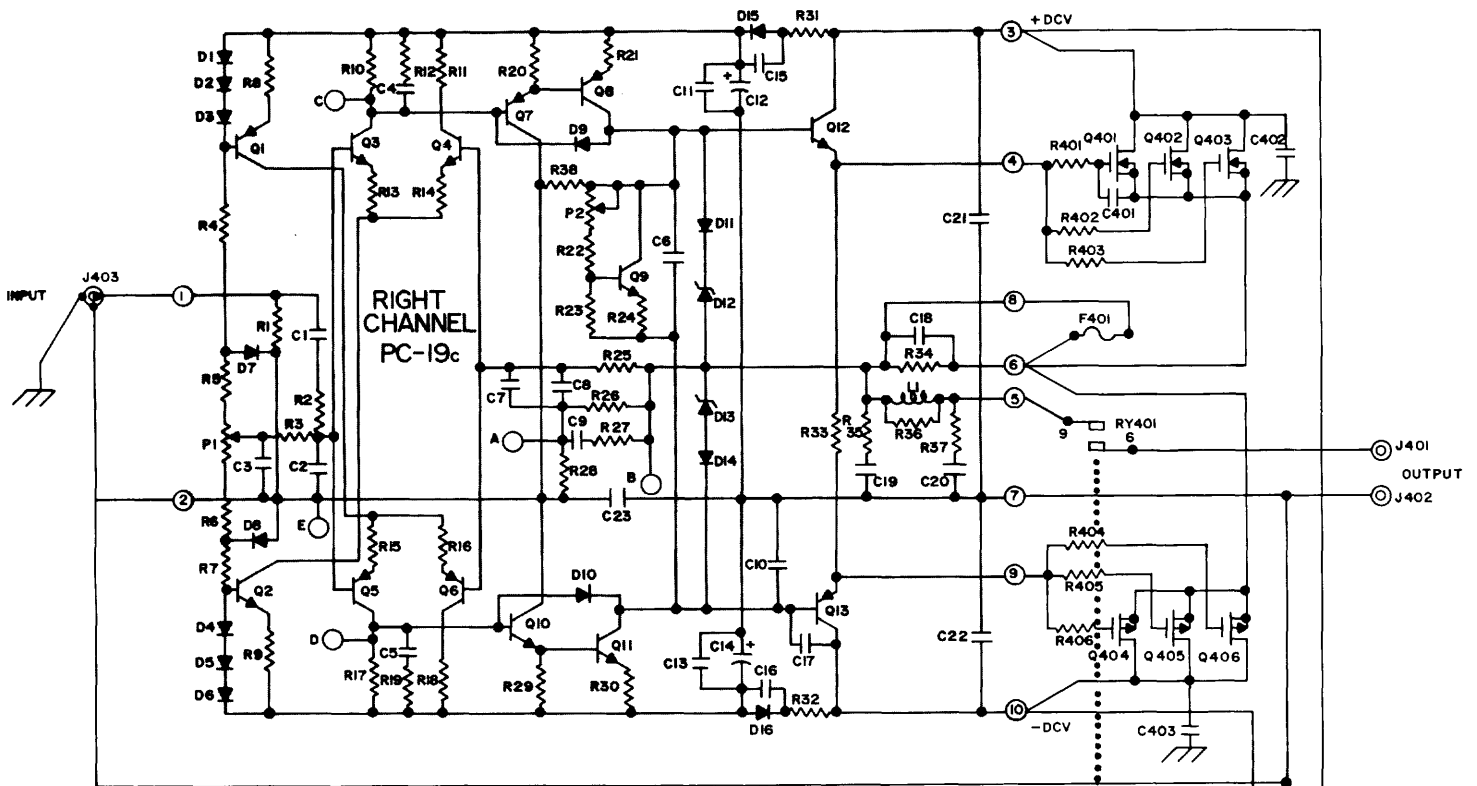 D15
R31
3
+DCV
D1
D2
D3
R8
R10
C4
R12
R11
R20
R21
C11
+
C12
C15
C
Q7
Q8
D9
Q12
Q1
Q3
Q4
R13
R14
R38
P2
R22
Q9
R23
R24
C6
D11
D12
4
R401
Q401
Q402
Q403
C402
C401
R402
R403
C21
R4
INPUT
J403
1
R1
C1
RIGHT
CHANNEL
PC-19c
8
F401
C18
R34
6
D7
R5
R2
R3
P1
C3
C2
C7
C8
R25
R26
C9
R27
A
R28
B
D13
D14
R33
R35
L1
R36
R37
5
9
RY401
6
J401
OUTPUT
J402
C19
C20
2
E
C23
7
R6
D8
R7
R15
R16
C10
R404
R405
R406
9
Q2
Q5
Q6
D10
Q10
Q11
Q13
Q404
Q405
Q406
D4
D5
D6
R9
D
R17
C5
R19
R18
R29
R30
C13
C14
+
C16
C17
R32
D16
C22
10
-DCV
C403